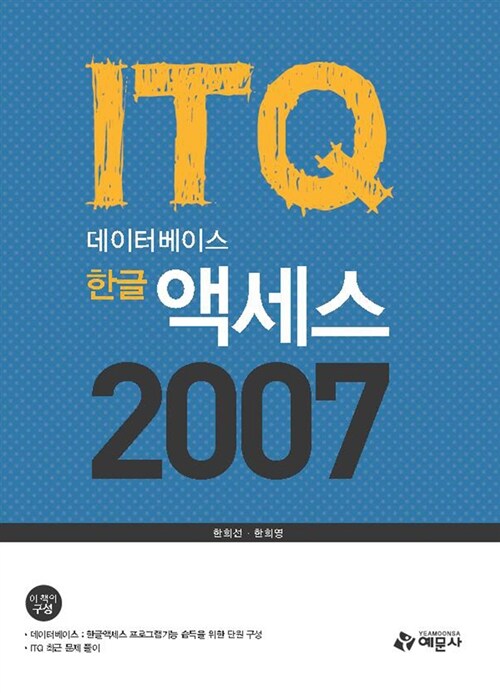 ITQ
데이터베이스
한글 액세스
2007
한희선 · 한희영
이 책의
구성
• 데이터베이스 : 한글액세스 프로그램기능 습득을 위한 단원 구성
• ITQ 최근 문제 풀이
YEAMOONSA
예문사